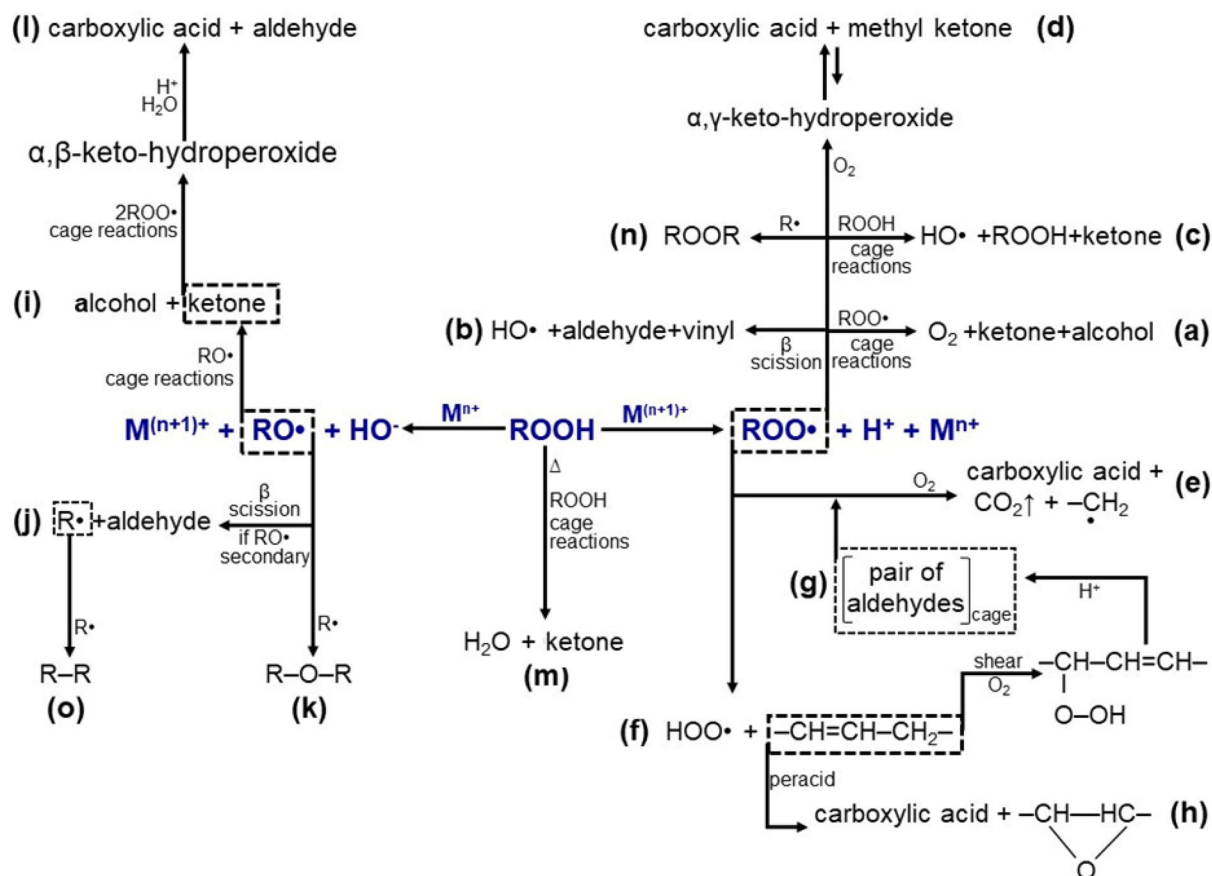 (l) carboxylic acid + aldehyde
carboxylic acid + methyl ketone (d)
H⁺
H₂O
α,γ-keto-hydroperoxide
α,β-keto-hydroperoxide
O₂
2ROO•
cage reactions
(n) ROOR
R•
ROOH
cage
reactions
HO• +ROOH+ketone (c)
(i) alcohol + ketone
(b) HO• +aldehyde+vinyl
β
scission
ROO•
cage
reactions
O₂ +ketone+alcohol (a)
RO•
cage reactions
M⁽ⁿ⁺¹⁾⁺ + RO• + HO⁻
Mⁿ⁺
ROOH
M⁽ⁿ⁺¹⁾⁺
ROO• + H⁺ + Mⁿ⁺
Δ
ROOH
cage
reactions
O₂
carboxylic acid +
CO₂↑ + –CH₂
•
(e)
(j) R• +aldehyde
β
scission
if RO•
secondary
(g) pair of
aldehydes
cage
H⁺
R•
R•
H₂O + ketone
(m)
R–R
(o)
R–O–R
(k)
shear
O₂
–CH–CH=CH–
O–OH
(f) HOO• + –CH=CH–CH₂–
peracid
carboxylic acid + –CH–HC– (h)
O